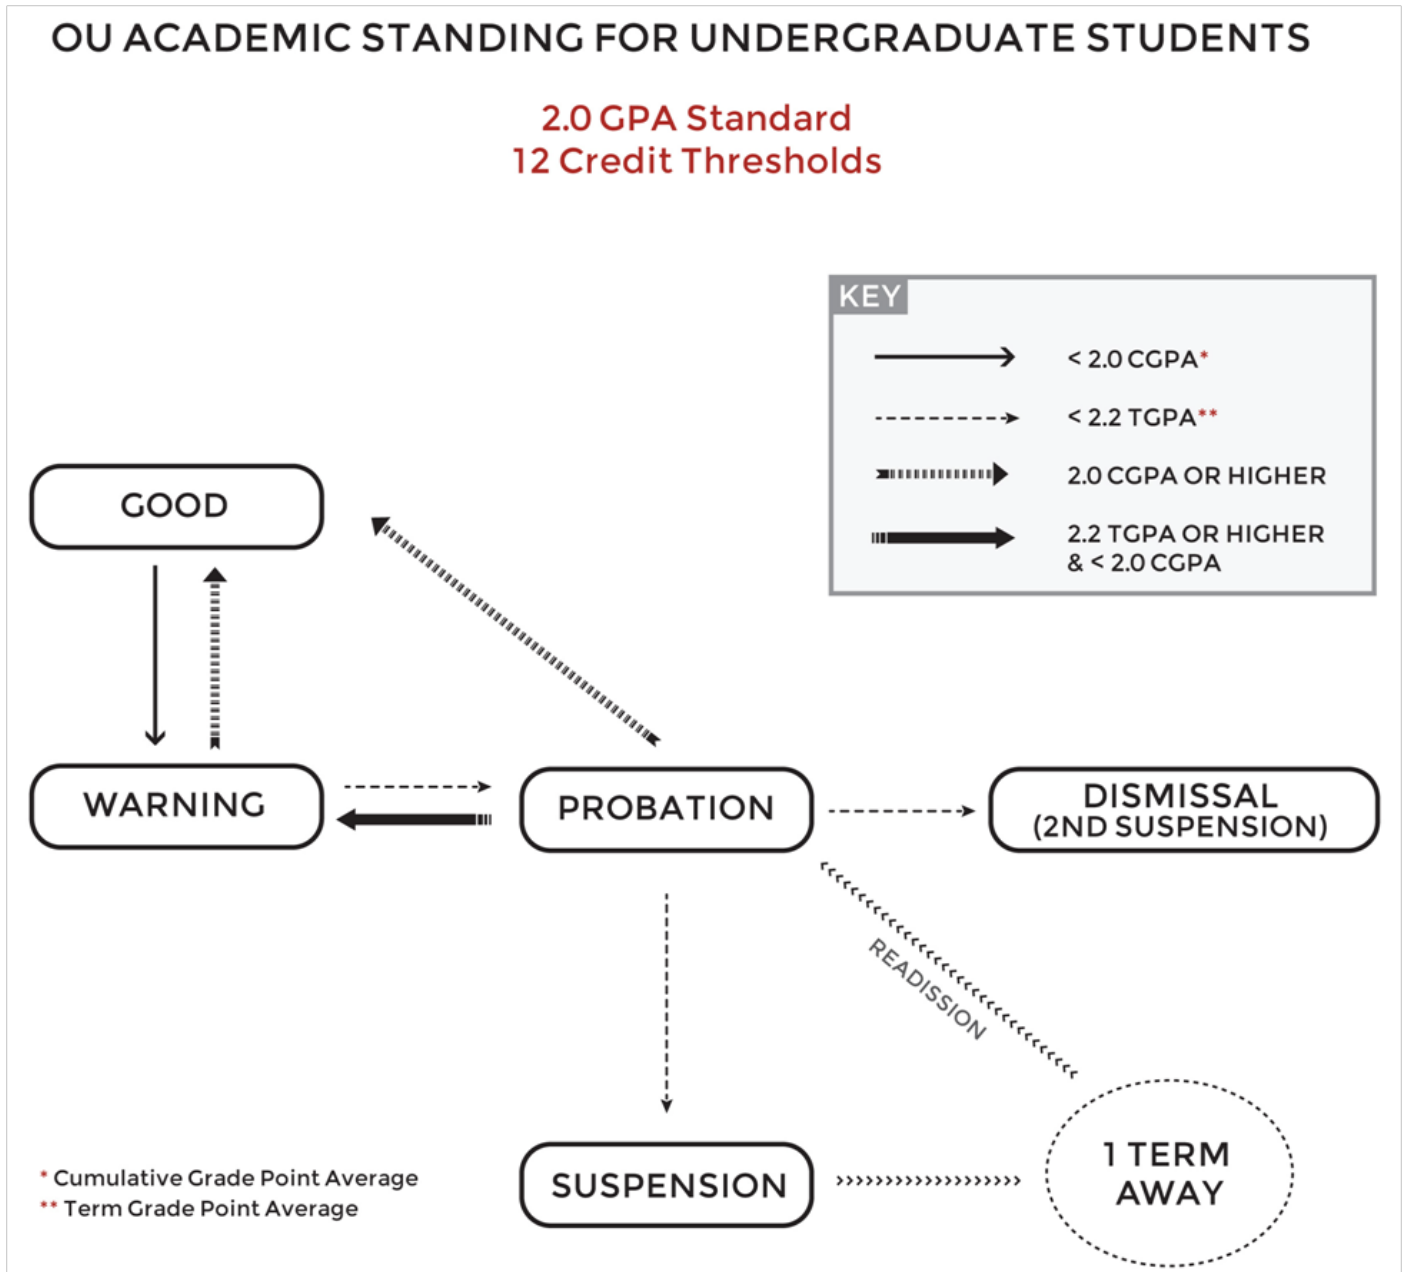 OU ACADEMIC STANDING FOR UNDERGRADUATE STUDENTS
2.0 GPA Standard
12 Credit Thresholds
KEY
< 2.0 CGPA*
< 2.2 TGPA**
2.0 CGPA OR HIGHER
2.2 TGPA OR HIGHER
& < 2.0 CGPA
GOOD
WARNING
PROBATION
DISMISSAL
(2ND SUSPENSION)
READISSION
SUSPENSION
1 TERM
AWAY
* Cumulative Grade Point Average
** Term Grade Point Average